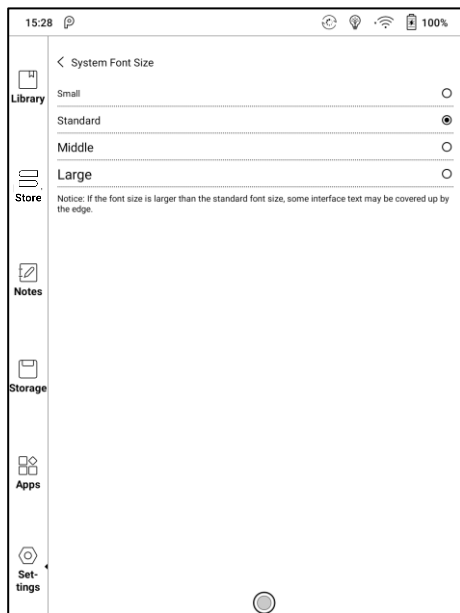 15:28 100%
System Font Size
Small
Standard
Middle
Large
Notice: If the font size is larger than the standard font size, some interface text may be covered up by
the edge.
Library
Store
Notes
Storage
Apps
Set-
tings